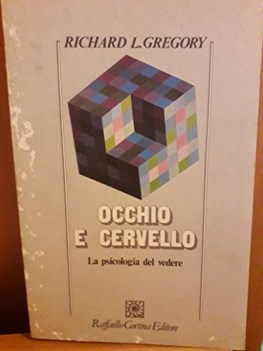 RICHARD L. GREGORY
OCCHIO
E CERVELLO
La psicologia del vedere
Raffaello Cortina Editore